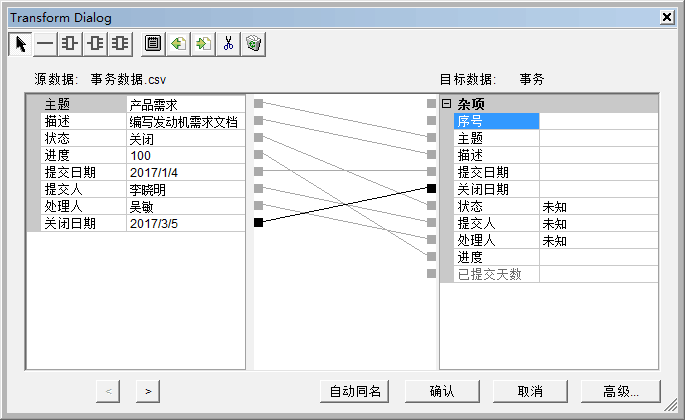 Transform Dialog
源数据: 事务数据.csv
目标数据: 事务
主题 产品需求
描述 编写发动机需求文档
状态 关闭
进度 100
提交日期 2017/1/4
提交人 李晓明
处理人 吴敏
关闭日期 2017/3/5
杂项
序号
主题
描述
提交日期
关闭日期
状态 未知
提交人 未知
处理人 未知
进度
已提交天数
< >
自动同名 确认 取消 高级...